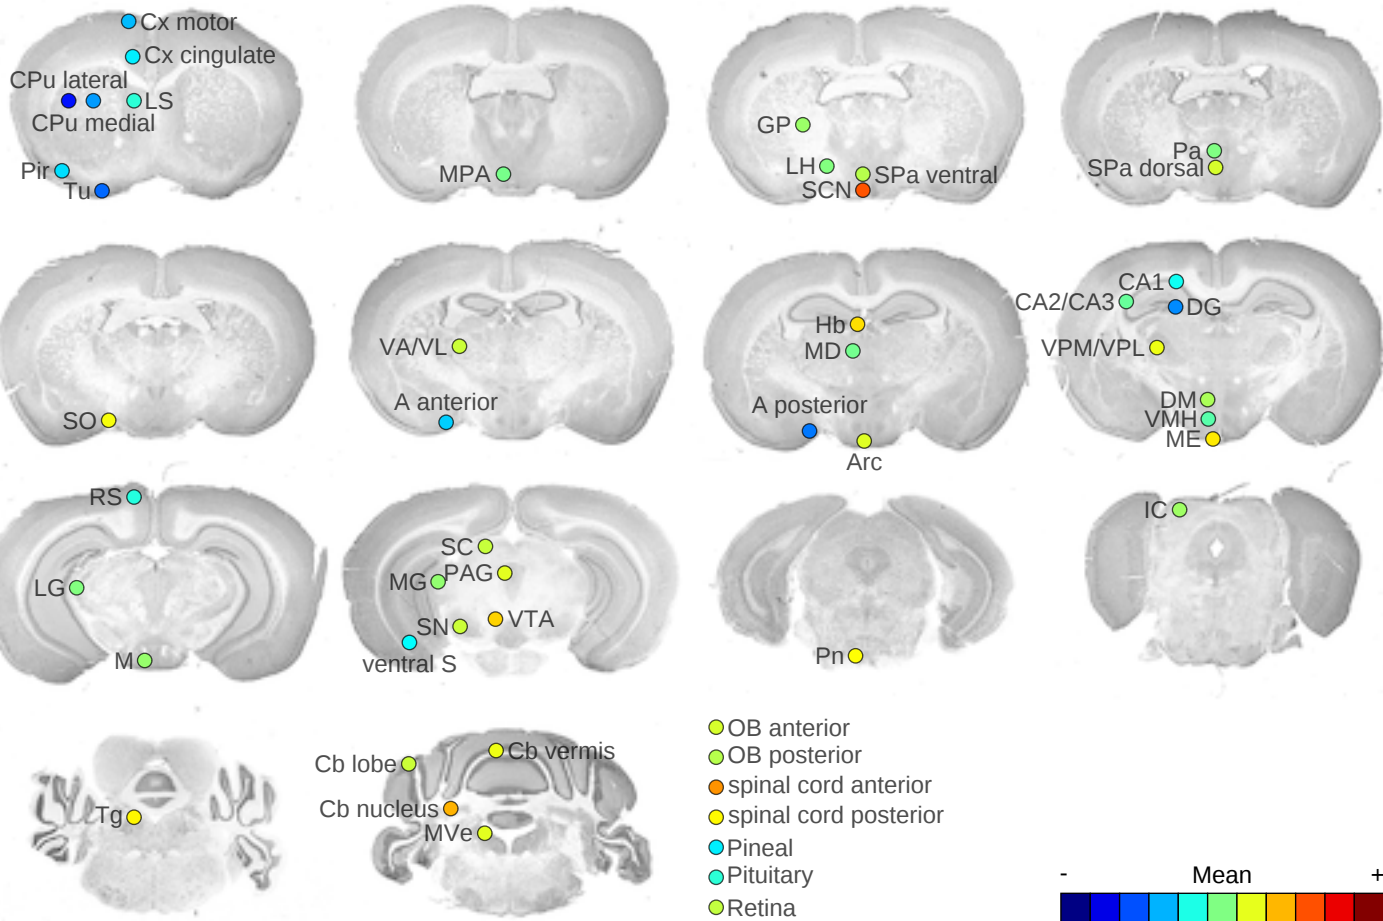 Cx motor
Cx cingulate
CPu lateral
LS
CPu medial
Pir
Tu
MPA
GP
LH
SPa ventral
SCN
Pa
SPa dorsal
SO
VA/VL
A anterior
Hb
MD
A posterior
Arc
CA1
CA2/CA3
DG
VPM/VPL
DM
VMH
ME
RS
LG
M
SC
PAG
MG
VTA
SN
ventral S
Pn
IC
Tg
Cb vermis
Cb lobe
Cb nucleus
MVe
OB anterior
OB posterior
spinal cord anterior
spinal cord posterior
Pineal
Pituitary
Retina
- Mean +